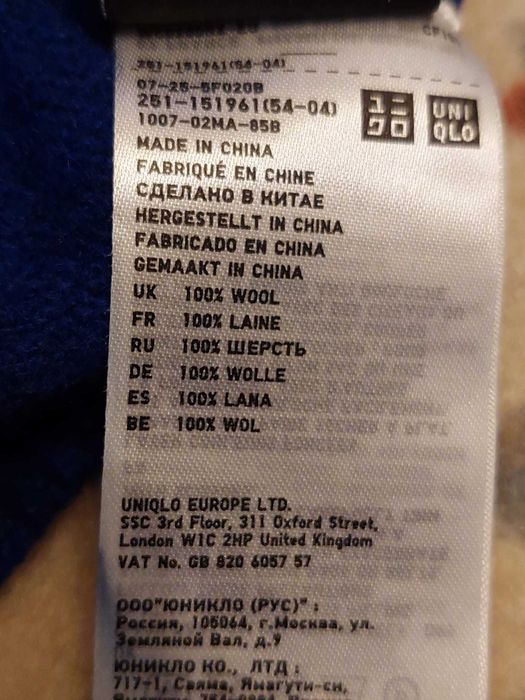 251-151961(54-04)
07-25-5F020B
251-151961(54-04)
1007-02MA-85B
ユニクロ
UNIQLO
MADE IN CHINA
FABRIQUÉ EN CHINE
СДЕЛАНО В КИТАЕ
HERGESTELLT IN CHINA
FABRICADO EN CHINA
GEMAAKT IN CHINA
UK 100% WOOL
FR 100% LAINE
RU 100% ШЕРСТЬ
DE 100% WOLLE
ES 100% LANA
BE 100% WOL
UNIQLO EUROPE LTD.
SSC 3rd Floor, 311 Oxford Street,
London W1C 2HP United Kingdom
VAT No. GB 820 6057 57
ООО"ЮНИКЛО (РУС)" :
Россия, 105064, г.Москва, ул.
Земляной Вал, д.9
ЮНИКЛО КО., ЛТД :
717-1, Саяма, Ямагути-си,